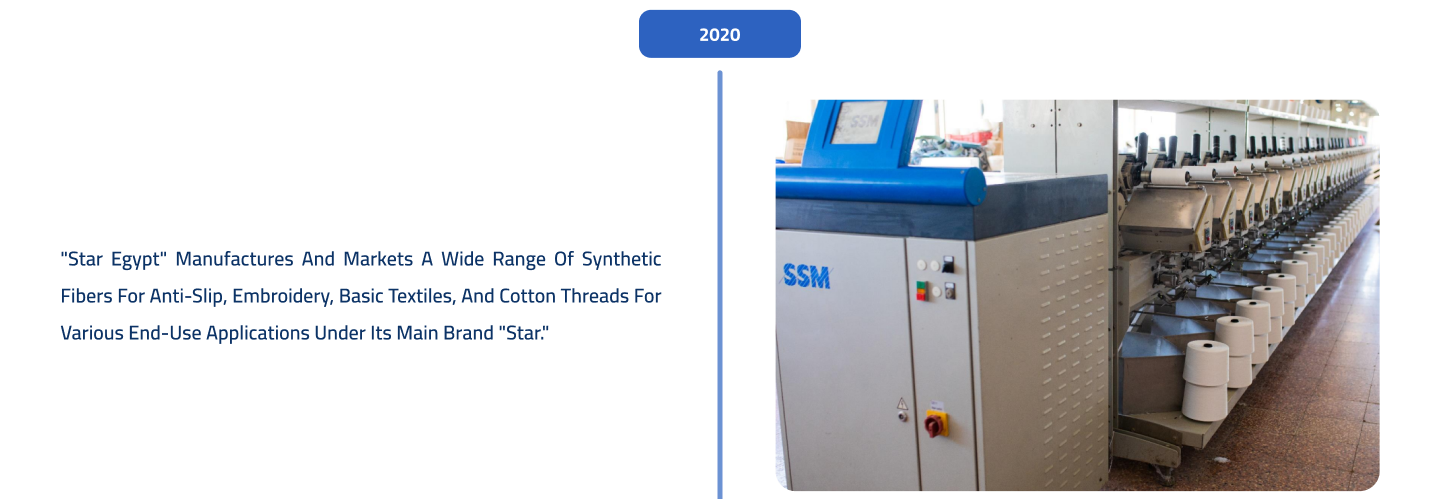 2020
"Star Egypt" Manufactures And Markets A Wide Range Of Synthetic
Fibers For Anti-Slip, Embroidery, Basic Textiles, And Cotton Threads For
Various End-Use Applications Under Its Main Brand "Star."
SSM
SSM